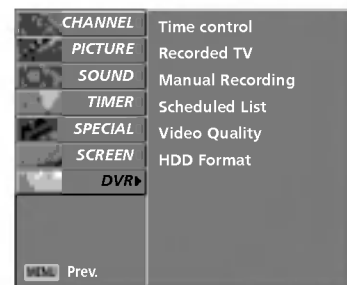 CHANNEL
PICTURE
SOUND
TIMER
SPECIAL
SCREEN
DVR
Time control
Recorded TV
Manual Recording
Scheduled List
Video Quality
HDD Format
MENU Prev.